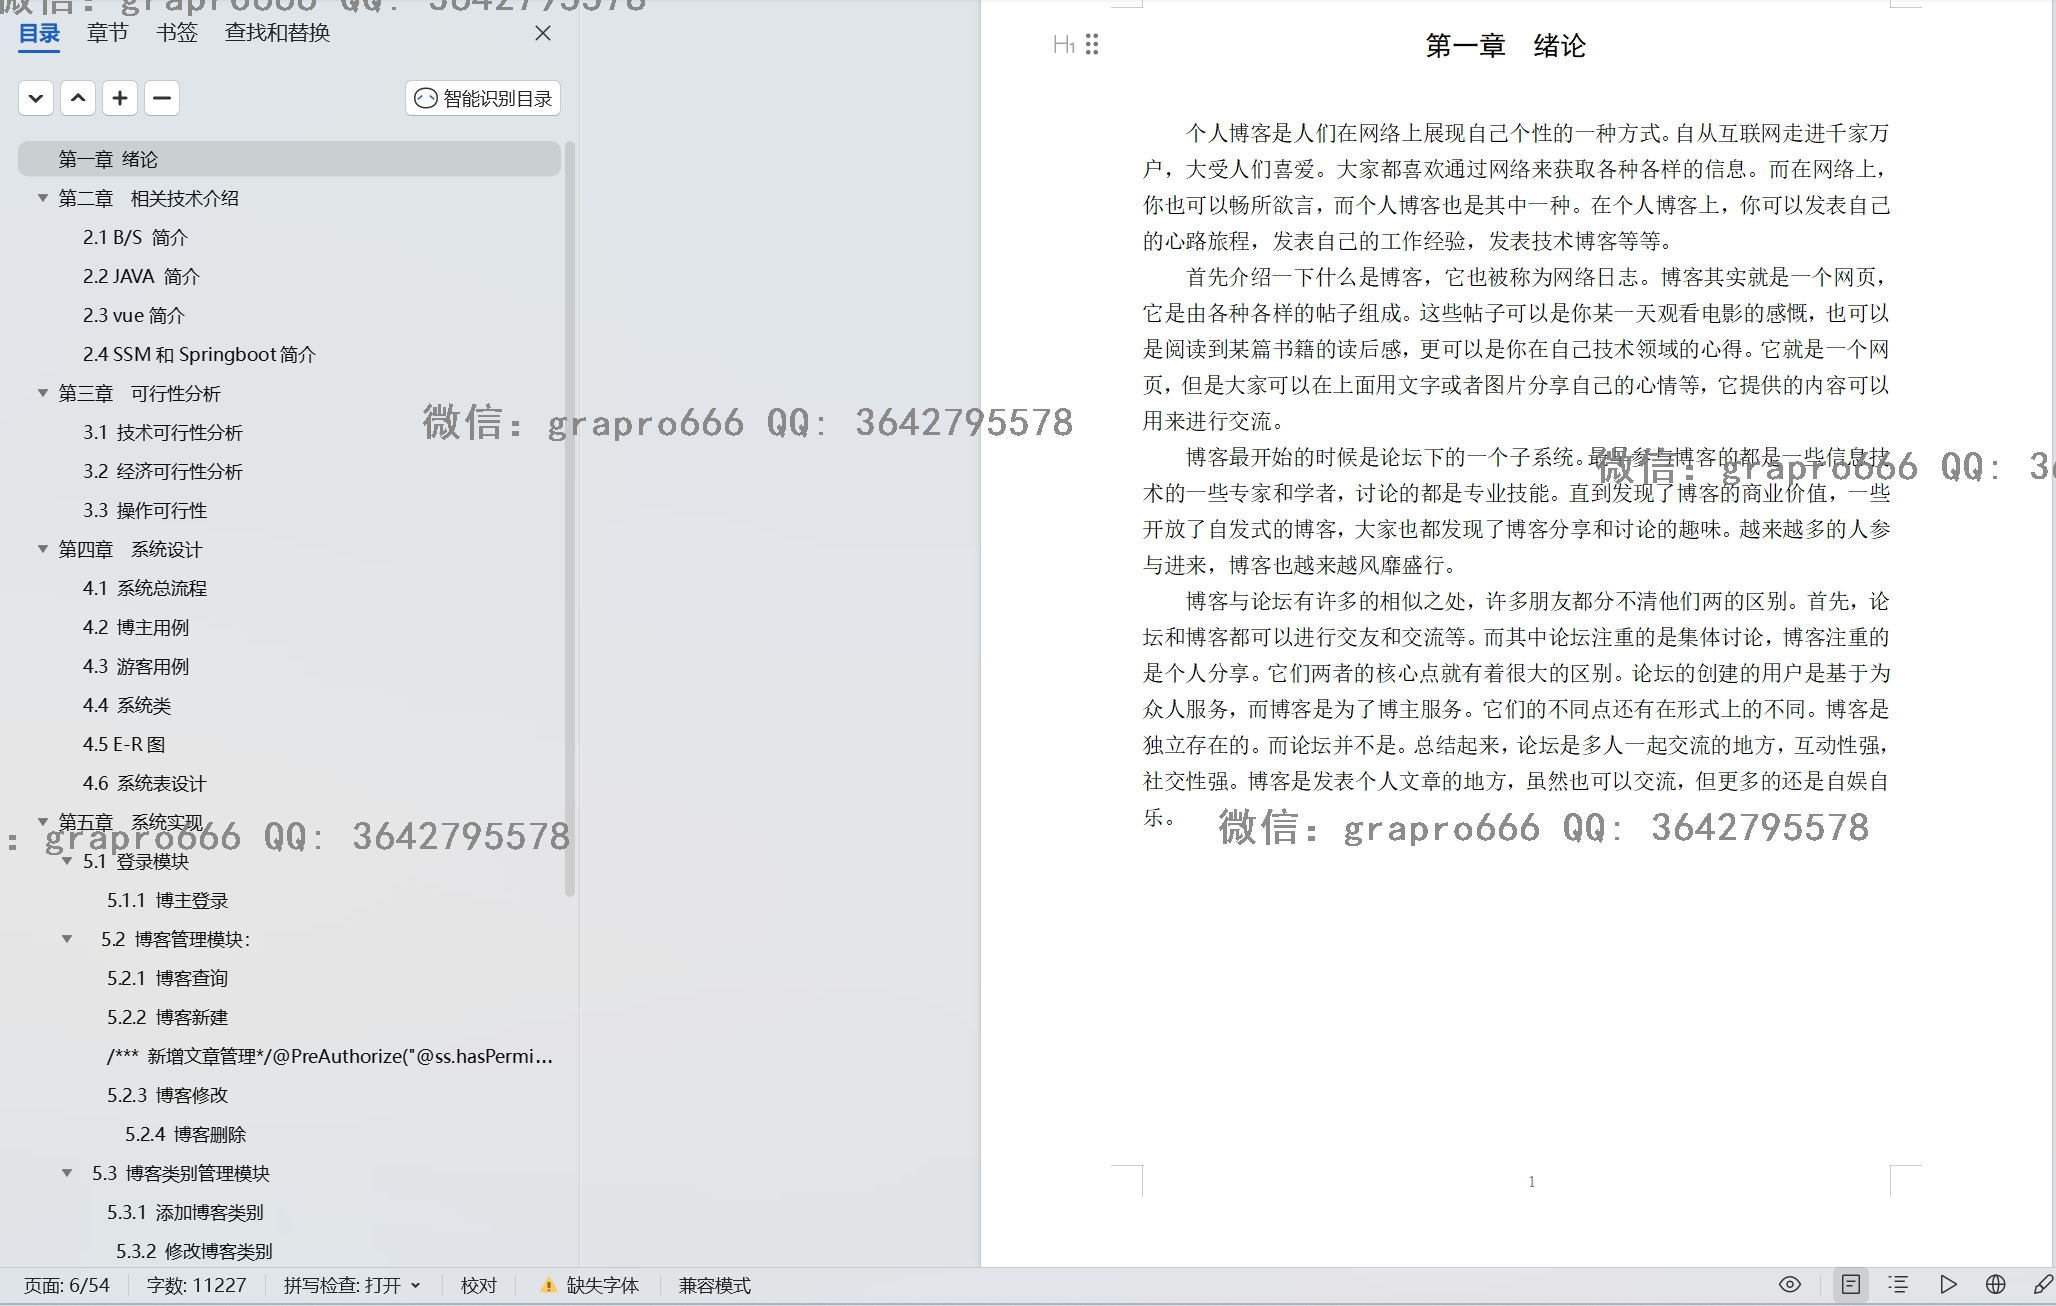 微信: grapro666 QQ: 3642795578
目录 章节 书签 查找和替换
智能识别目录
第一章 绪论
第二章 相关技术介绍
2.1 B/S 简介
2.2 JAVA 简介
2.3 vue 简介
2.4 SSM 和 Springboot 简介
第三章 可行性分析
3.1 技术可行性分析
3.2 经济可行性分析
3.3 操作可行性
第四章 系统设计
4.1 系统总流程
4.2 博主用例
4.3 游客用例
4.4 系统类
4.5 E-R 图
4.6 系统表设计
第五章 系统实现
: grapro666 QQ: 3642795578
5.1 登录模块
5.1.1 博主登录
5.2 博客管理模块:
5.2.1 博客查询
5.2.2 博客新建
/*** 新增文章管理*/@PreAuthorize("@ss.hasPermi...
5.2.3 博客修改
5.2.4 博客删除
5.3 博客类别管理模块
5.3.1 添加博客类别
5.3.2 修改博客类别
微信: grapro666 QQ: 3642795578
H1
第一章 绪论
个人博客是人们在网络上展现自己个性的一种方式。自从互联网走进千家万
户，大受人们喜爱。大家都喜欢通过网络来获取各种各样的信息。而在网络上，
你也可以畅所欲言，而个人博客也是其中一种。在个人博客上，你可以发表自己
的心路旅程，发表自己的工作经验，发表技术博客等等。
首先介绍一下什么是博客，它也被称为网络日志。博客其实就是一个网页，
它是由各种各样的帖子组成。这些帖子可以是你某一天观看电影的感慨，也可以
是阅读到某篇书籍的读后感，更可以是你在自己技术领域的心得。它就是一个网
页，但是大家可以在上面用文字或者图片分享自己的心情等，它提供的内容可以
用来进行交流。
博客最开始的时候是论坛下的一个子系统。最早参与博客的都是一些信息技
微信: grapro666 QQ: 3
术的一些专家和学者，讨论的都是专业技能。直到发现了博客的商业价值，一些
开放了自发式的博客，大家也都发现了博客分享和讨论的趣味。越来越多的人参
与进来，博客也越来越风靡盛行。
博客与论坛有许多的相似之处，许多朋友都分不清他们两的区别。首先，论
坛和博客都可以进行交友和交流等。而其中论坛注重的是集体讨论，博客注重的
是个人分享。它们两者的核心点就有着很大的区别。论坛的创建的用户是基于为
众人服务，而博客是为了博主服务。它们的不同点还有在形式上的不同。博客是
独立存在的。而论坛并不是。总结起来，论坛是多人一起交流的地方，互动性强，
社交性强。博客是发表个人文章的地方，虽然也可以交流，但更多的还是自娱自
乐。
微信: grapro666 QQ: 3642795578
1
页面: 6/54 字数: 11227 拼写检查: 打开 校对 缺失字体 兼容模式